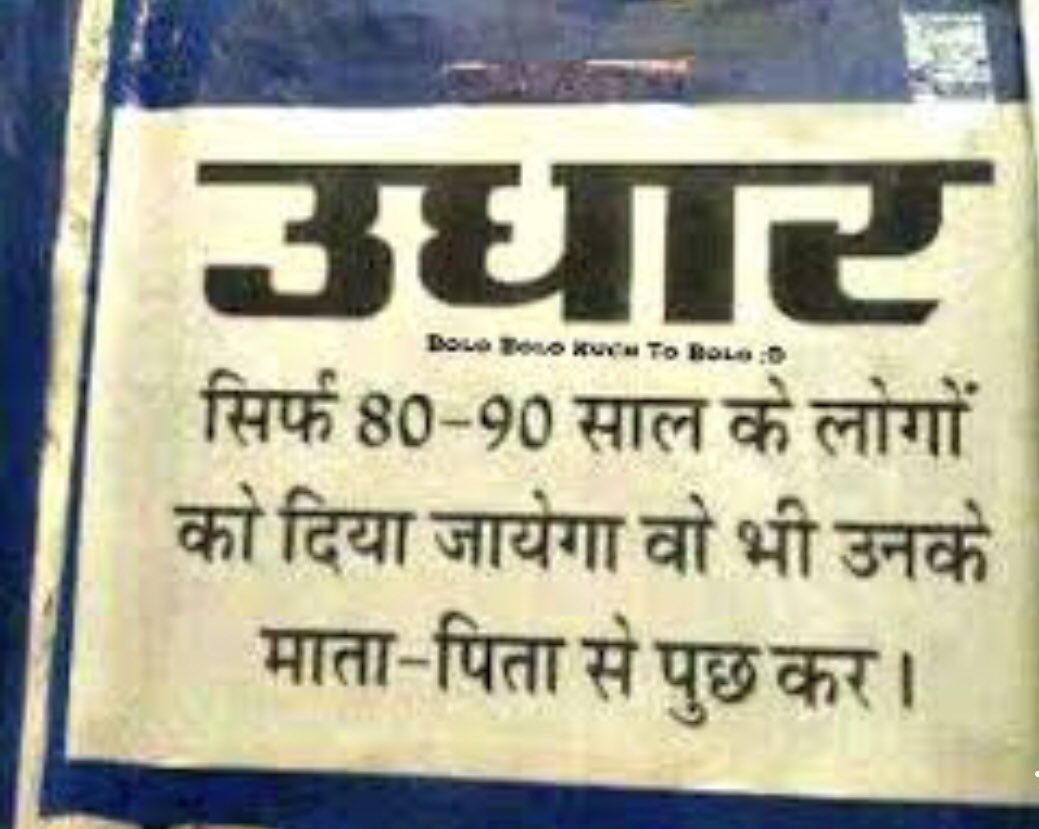 उधार
BOLO BOLO KUCH TO BOLO :D
सिर्फ 80-90 साल के लोगों
को दिया जायेगा वो भी उनके
माता-पिता से पुछ कर।